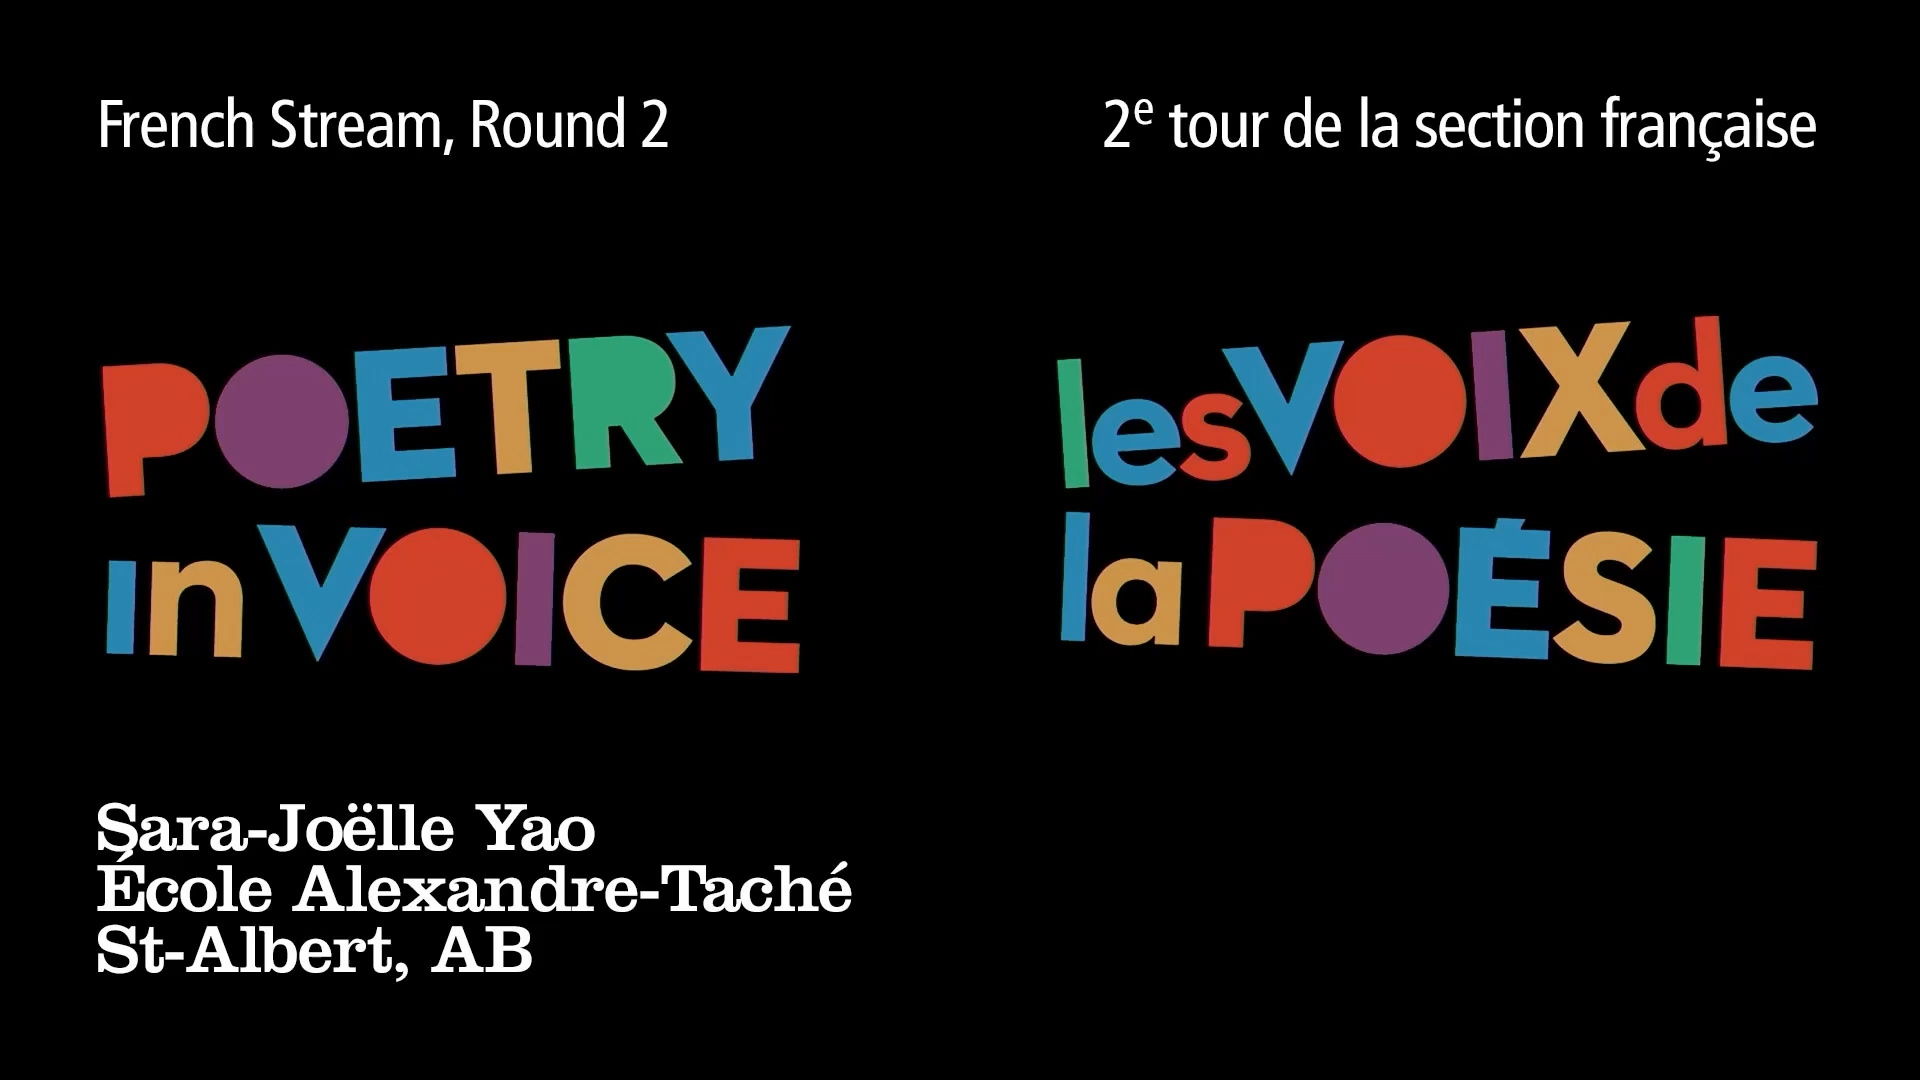 French Stream, Round 2
2e tour de la section française
POETRY
in VOICE
les VOIX de
la POÉSIE
Sara-Joëlle Yao
École Alexandre-Taché
St-Albert, AB